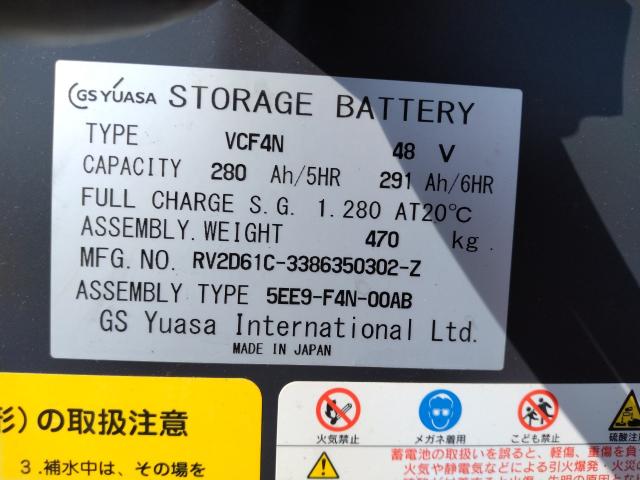 GS YUASA STORAGE BATTERY
TYPE VCF4N 48 V
CAPACITY 280 Ah/5HR 291 Ah/6HR
FULL CHARGE S.G. 1.280 AT20℃
ASSEMBLY.WEIGHT 470 kg.
MFG.NO. RV2D61C-3386350302-Z
ASSEMBLY TYPE 5EE9-F4N-00AB
GS Yuasa International Ltd.
MADE IN JAPAN
形)の取扱注意
3.補水中は、その場を
火気禁止 メガネ着用 こども禁止 硫酸注意
蓄電池の取扱いを誤ると、軽傷、重傷を負
火気や静電気などによる引火爆発・火災